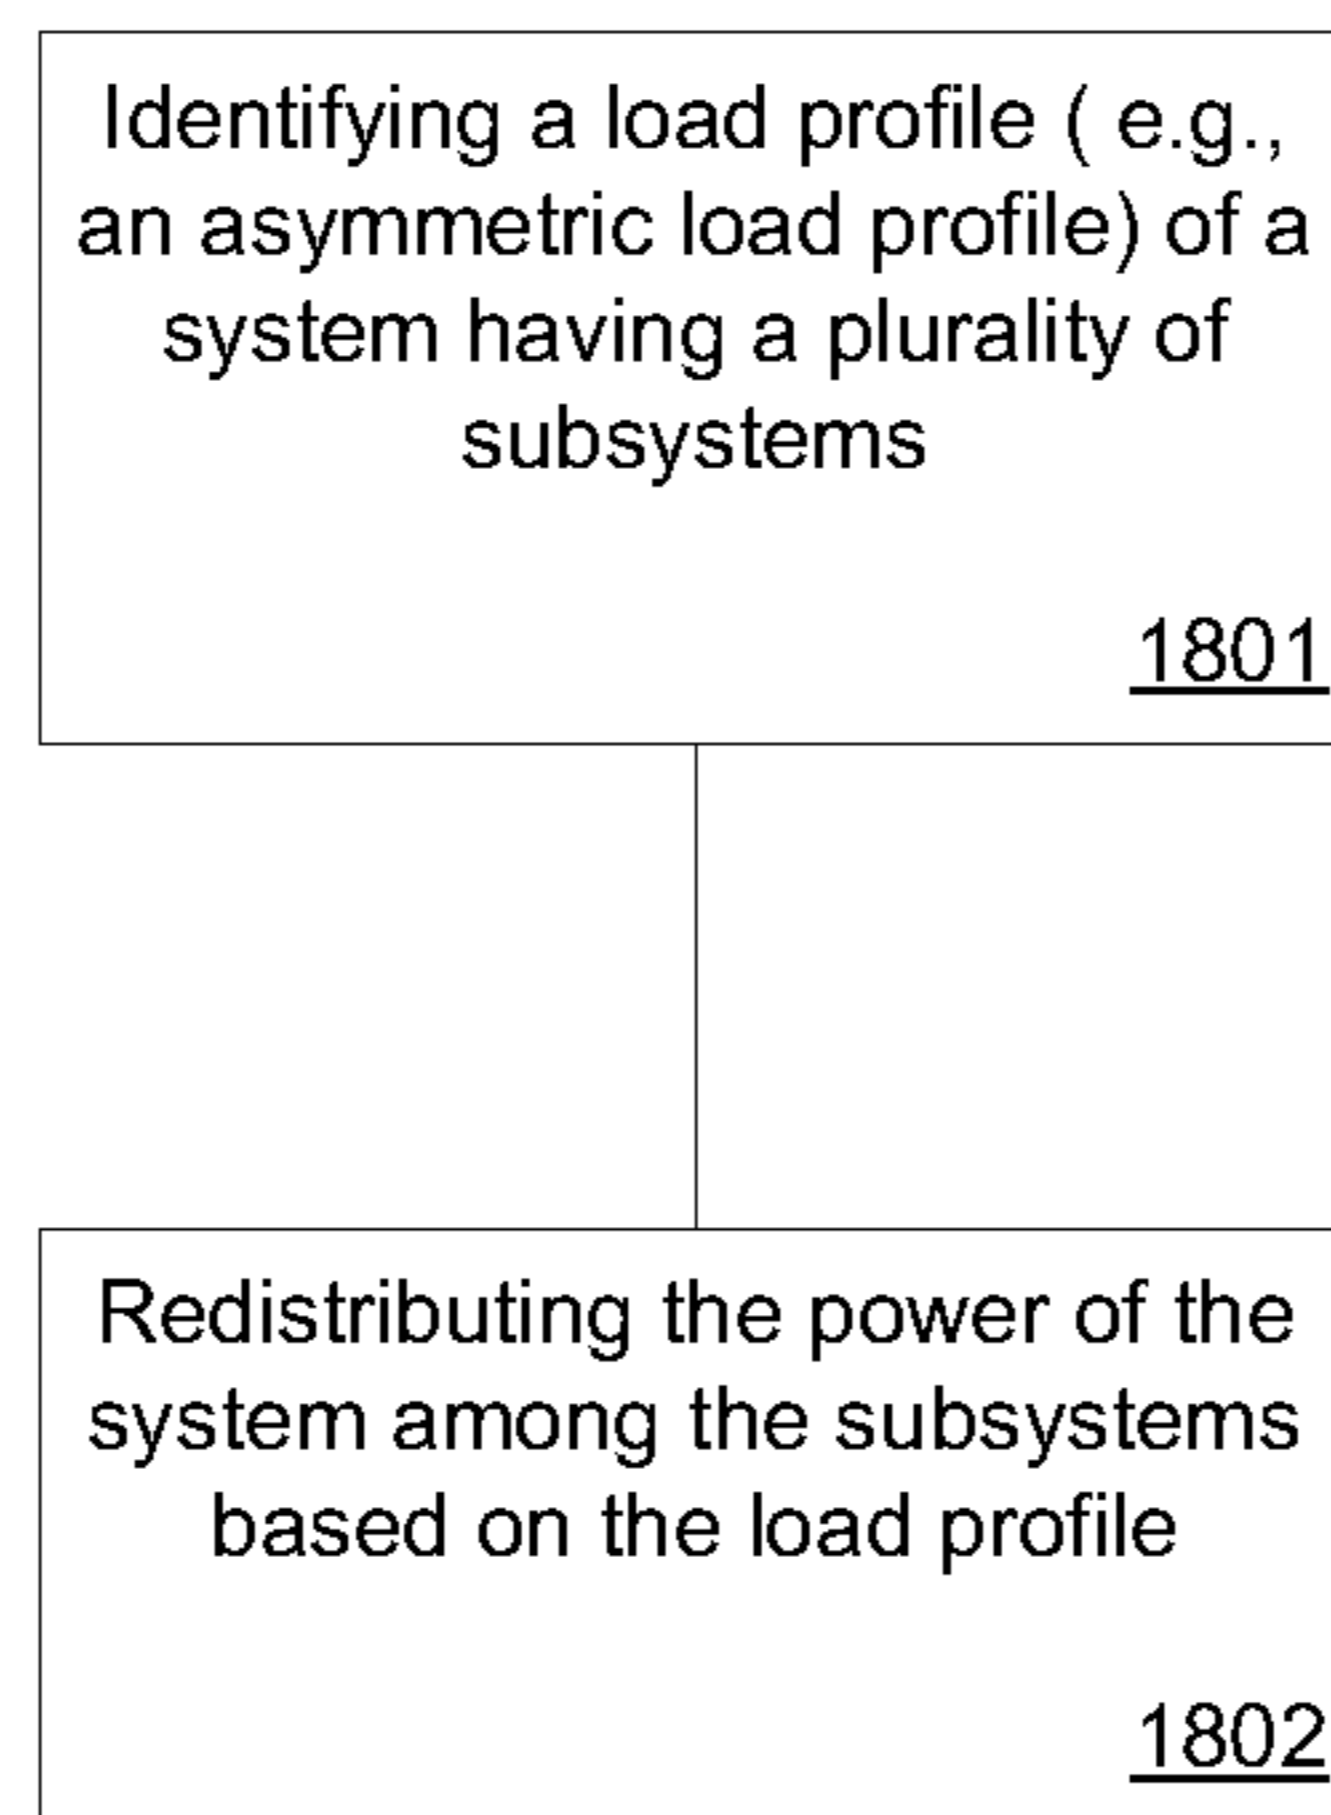 Identifying a load profile ( e.g.,
an asymmetric load profile) of a
system having a plurality of
subsystems
1801
Redistributing the power of the
system among the subsystems
based on the load profile
1802